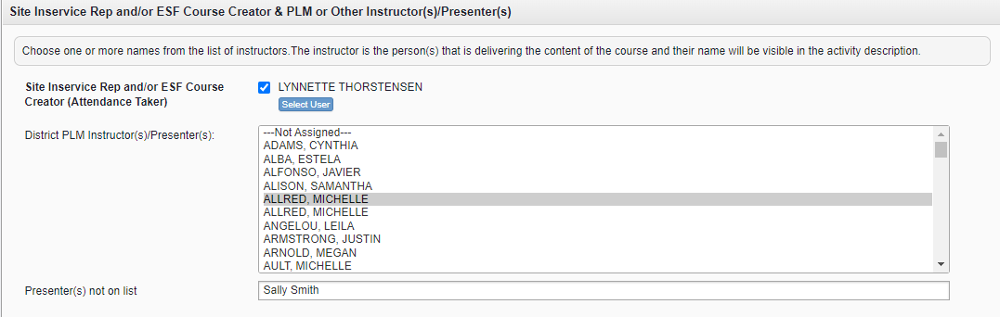 Site Inservice Rep and/or ESF Course Creator & PLM or Other Instructor(s)/Presenter(s)
Choose one or more names from the list of instructors.The instructor is the person(s) that is delivering the content of the course and their name will be visible in the activity description.
Site Inservice Rep and/or ESF Course
Creator (Attendance Taker)
LYNNETTE THORSTENSEN
Select User
District PLM Instructor(s)/Presenter(s):
---Not Assigned---
ADAMS, CYNTHIA
ALBA, ESTELA
ALFONSO, JAVIER
ALISON, SAMANTHA
ALLRED, MICHELLE
ALLRED, MICHELLE
ANGELOU, LEILA
ARMSTRONG, JUSTIN
ARNOLD, MEGAN
AULT, MICHELLE
Presenter(s) not on list
Sally Smith